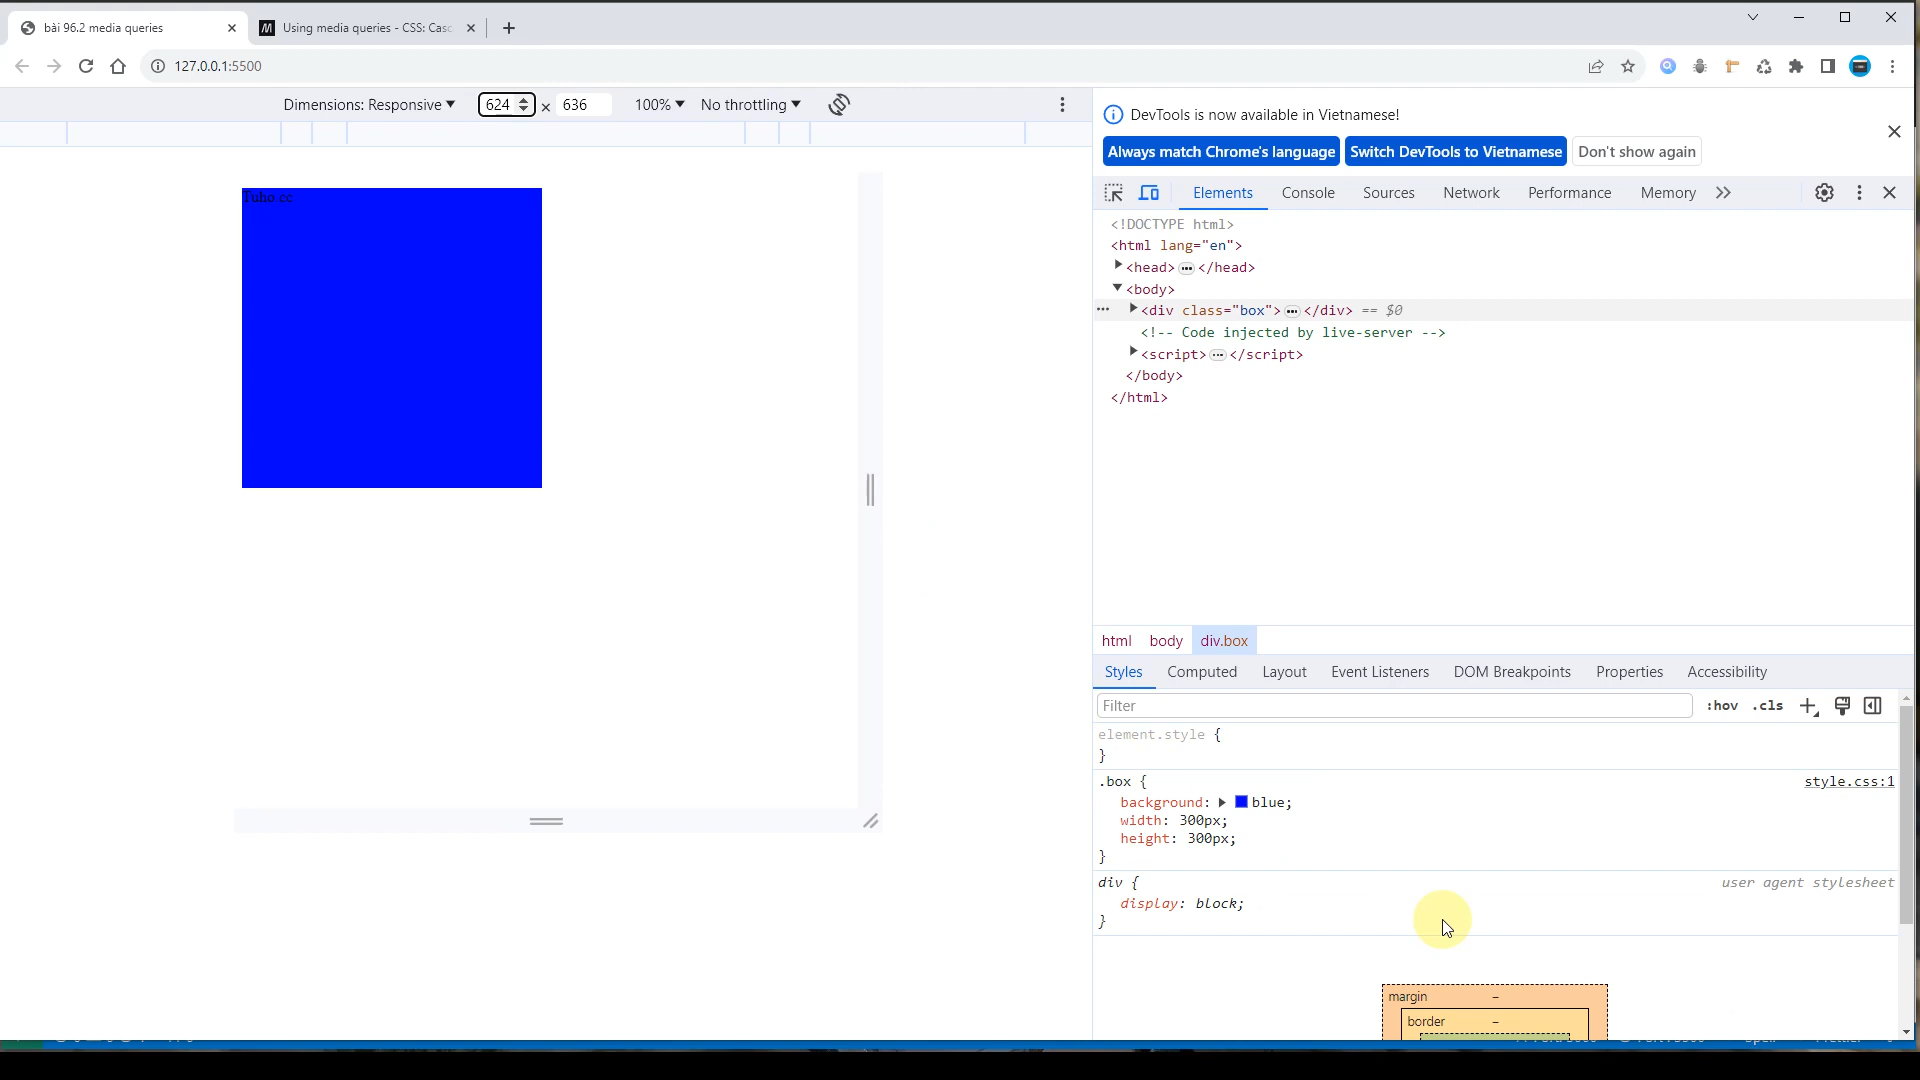 bài 96.2 media queries
Using media queries - CSS: Casc
127.0.0.1:5500
Dimensions: Responsive
624 × 636
100%
No throttling
Tuho.cc
DevTools is now available in Vietnamese!
Always match Chrome's language
Switch DevTools to Vietnamese
Don't show again
Elements
Console
Sources
Network
Performance
Memory
<!DOCTYPE html>
<html lang="en">
<head> ••• </head>
<body>
<div class="box"> ••• </div> == $0
<!-- Code injected by live-server -->
<script> ••• </script>
</body>
</html>
html body div.box
Styles
Computed
Layout
Event Listeners
DOM Breakpoints
Properties
Accessibility
Filter
:hov .cls
element.style {
}
.box { style.css:1
background: blue;
width: 300px;
height: 300px;
}
div { user agent stylesheet
display: block;
}
margin –
border –